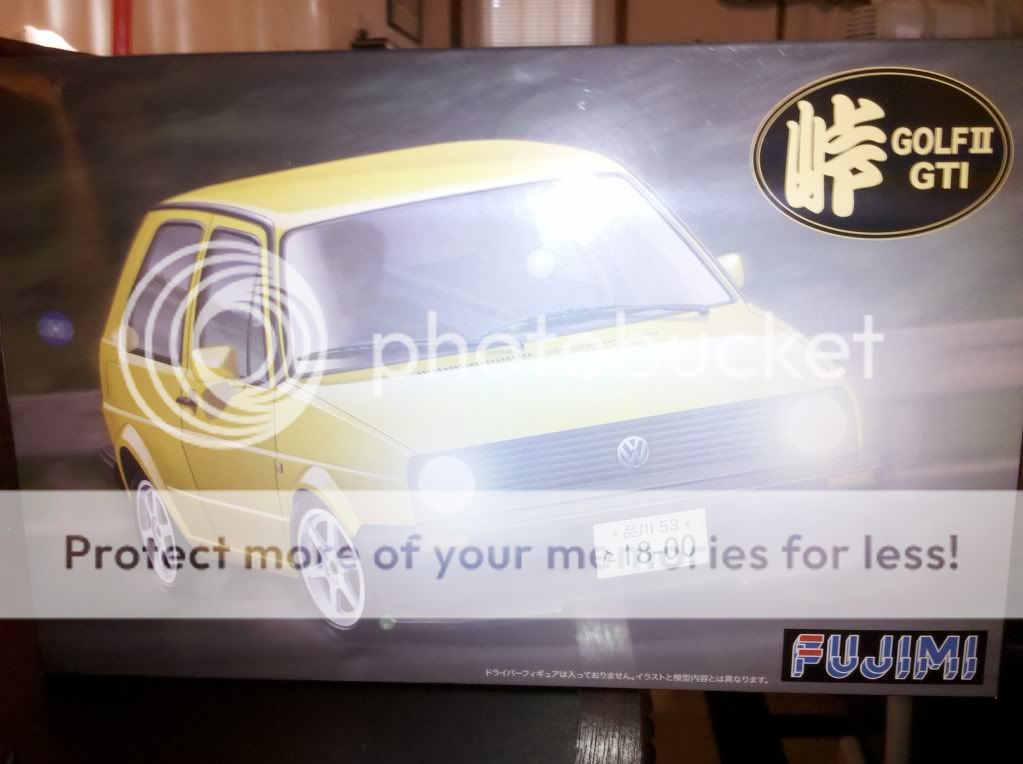 峠
GOLF II
GTI
photobucket
品川 53
た 18-00
Protect more of your memories for less!
ドライバーフィギュアは入っておりません。イラストと模型内容とは異なります。
FUJIMI